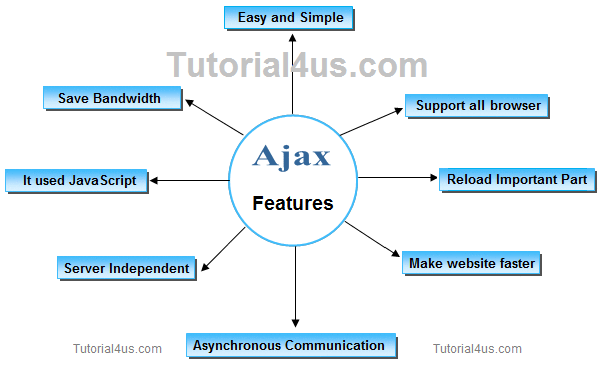 Easy and Simple
Tutorial4us.com
Save Bandwidth
Support all browser
Ajax
Features
It used JavaScript
Reload Important Part
Server Independent
Make website faster
Asynchronous Communication
Tutorial4us.com
Tutorial4us.com